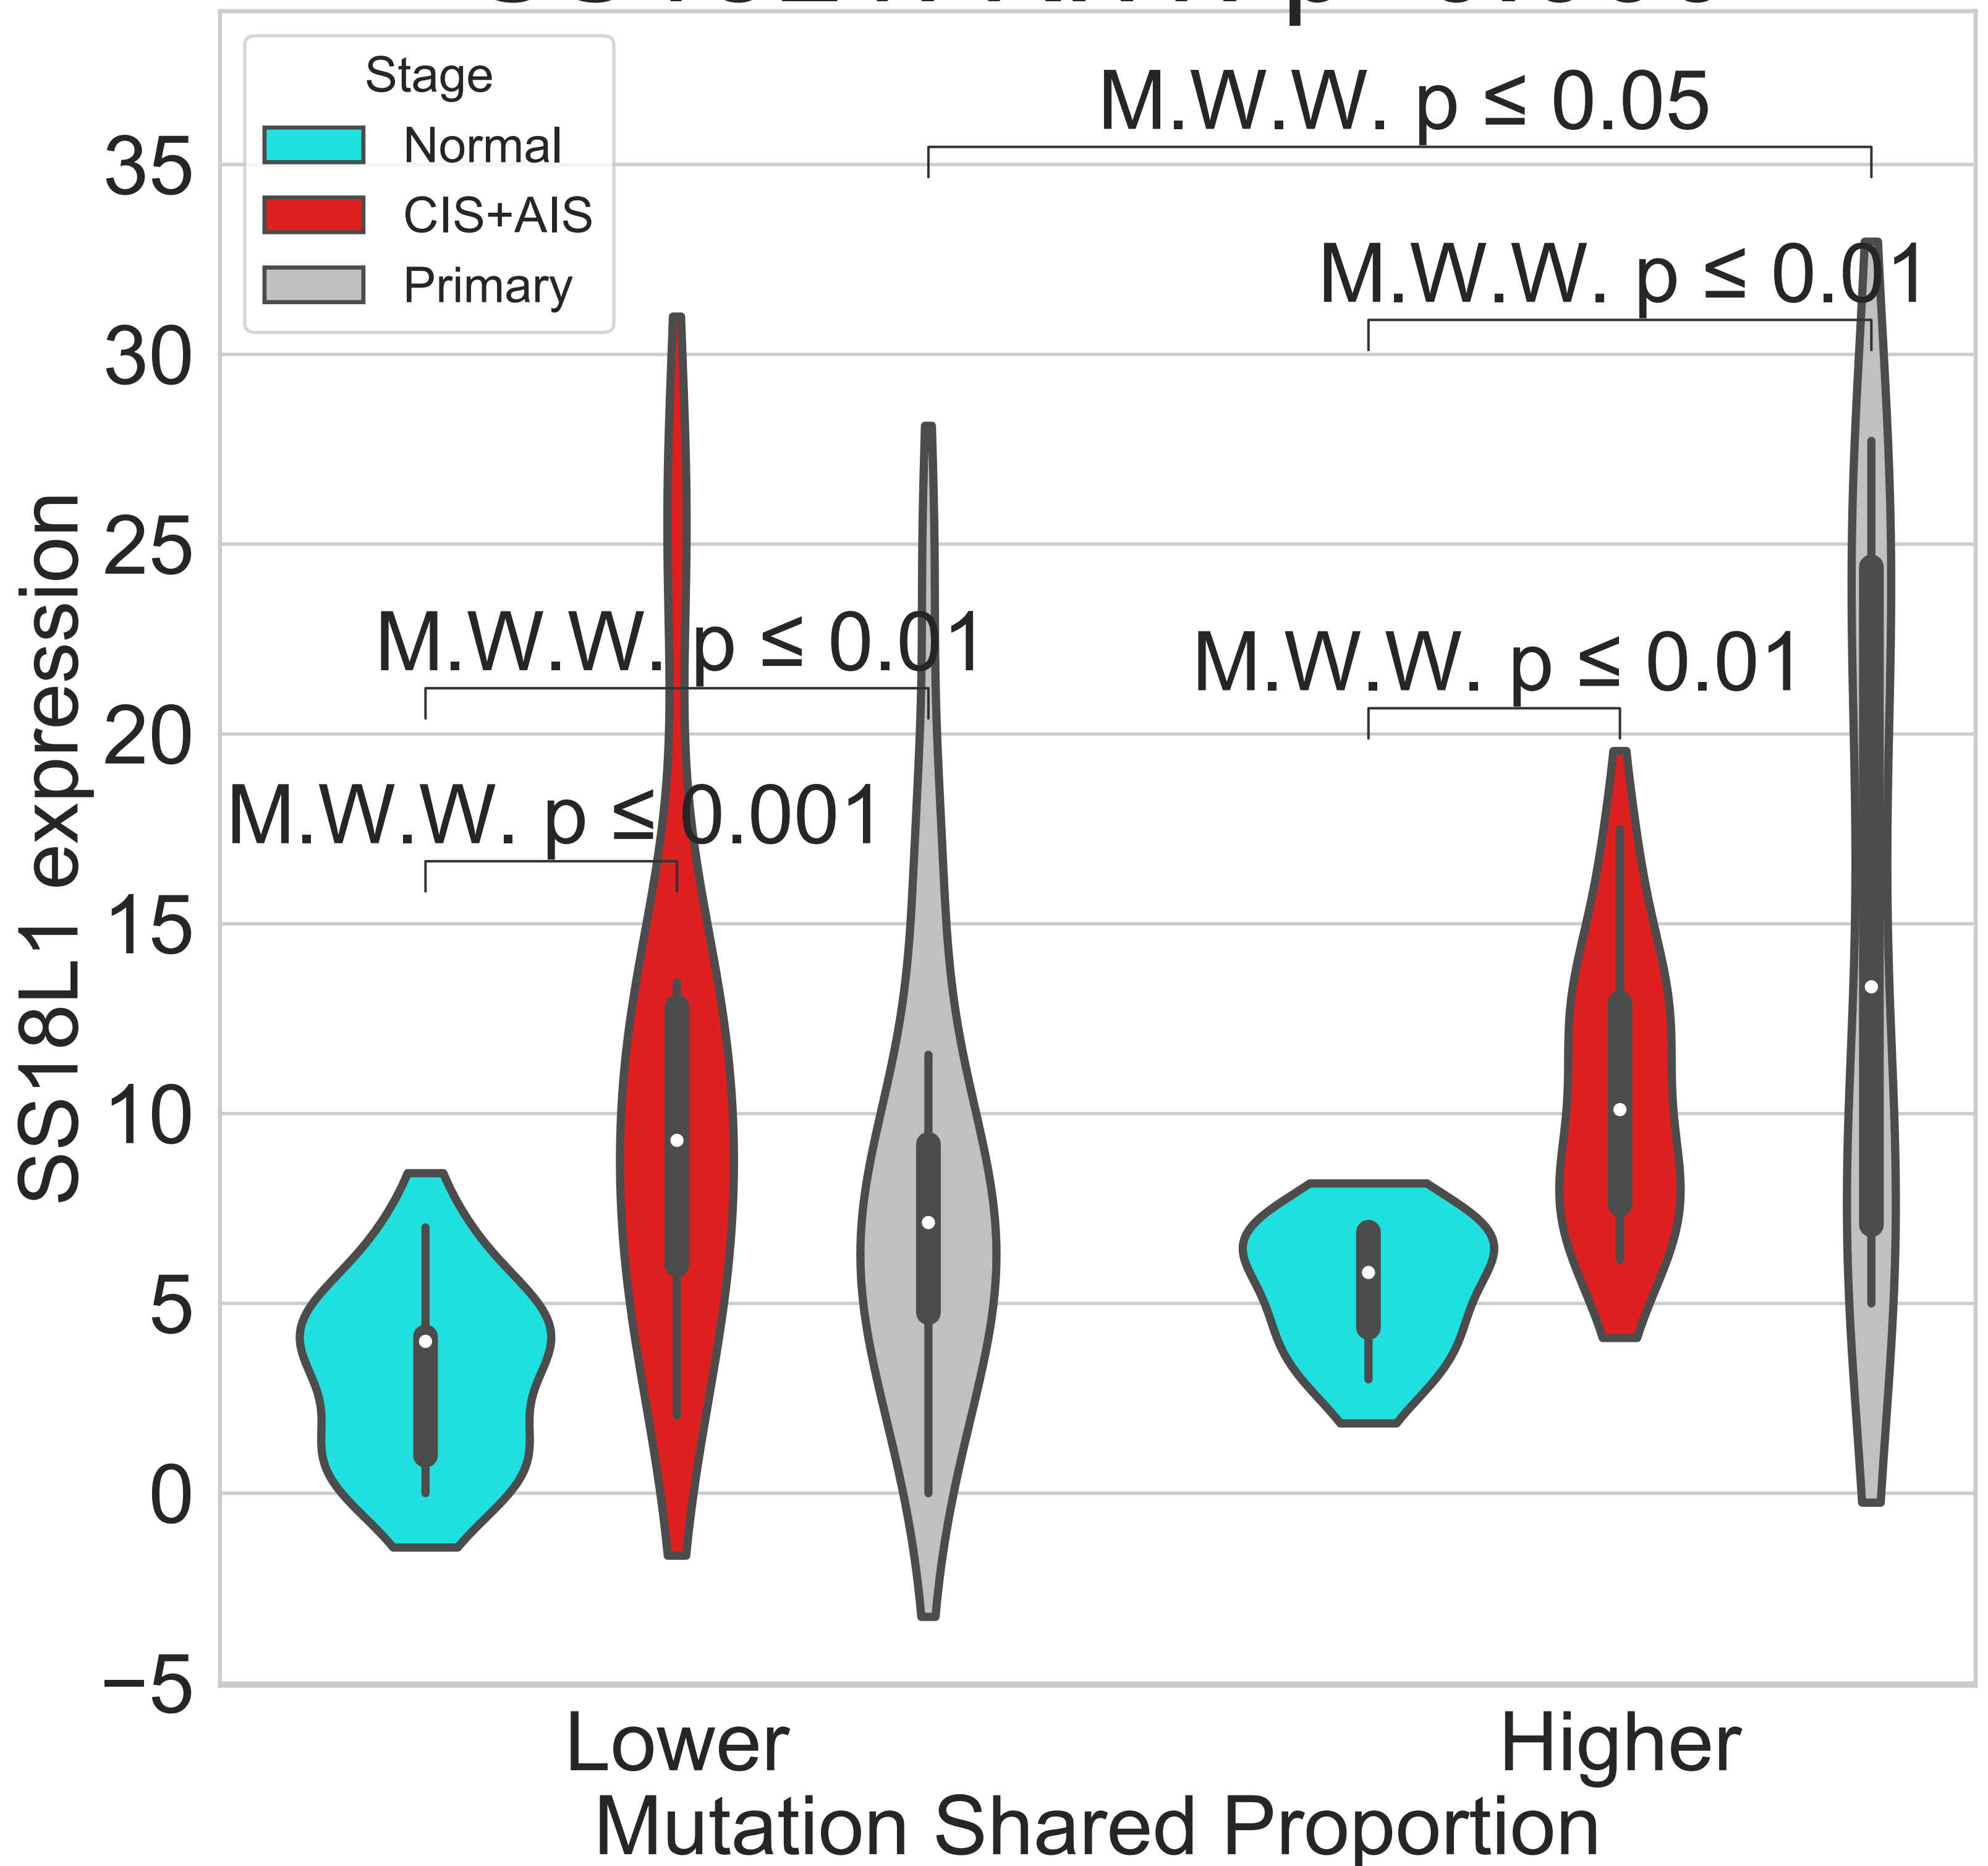 Stage
Normal
CIS+AIS
Primary
M.W.W. p ≤ 0.05
M.W.W. p ≤ 0.01
M.W.W. p ≤ 0.01
M.W.W. p ≤ 0.01
M.W.W. p ≤ 0.001
35
30
25
20
15
10
5
0
−5
SS18L1 expression
Lower
Higher
Mutation Shared Proportion